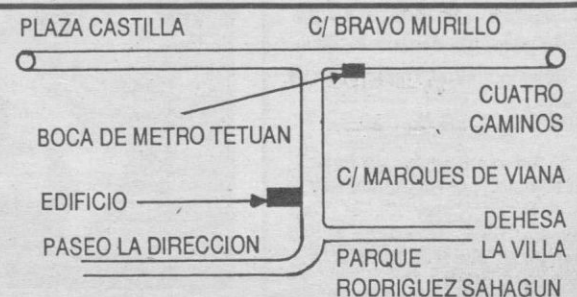 PLAZA CASTILLA
C/ BRAVO MURILLO
CUATRO
CAMINOS
BOCA DE METRO TETUAN
C/ MARQUES DE VIANA
EDIFICIO
DEHESA
LA VILLA
PASEO LA DIRECCION
PARQUE
RODRIGUEZ SAHAGUN